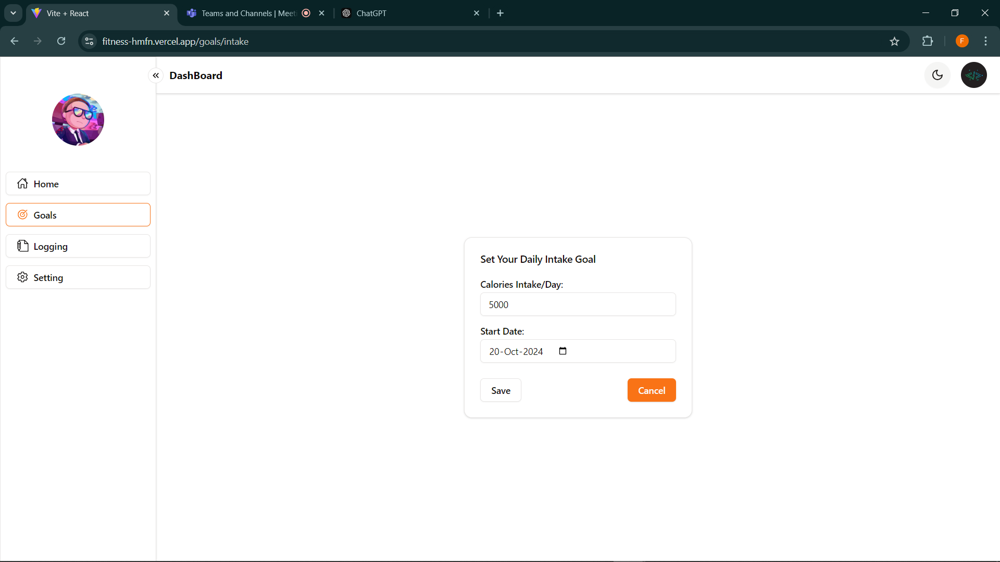 Vite + React
Teams and Channels | Meet
ChatGPT
fitness-hmfn.vercel.app/goals/intake
F
DashBoard
Home
Goals
Logging
Setting
Set Your Daily Intake Goal
Calories Intake/Day:
5000
Start Date:
20-Oct-2024
Save
Cancel